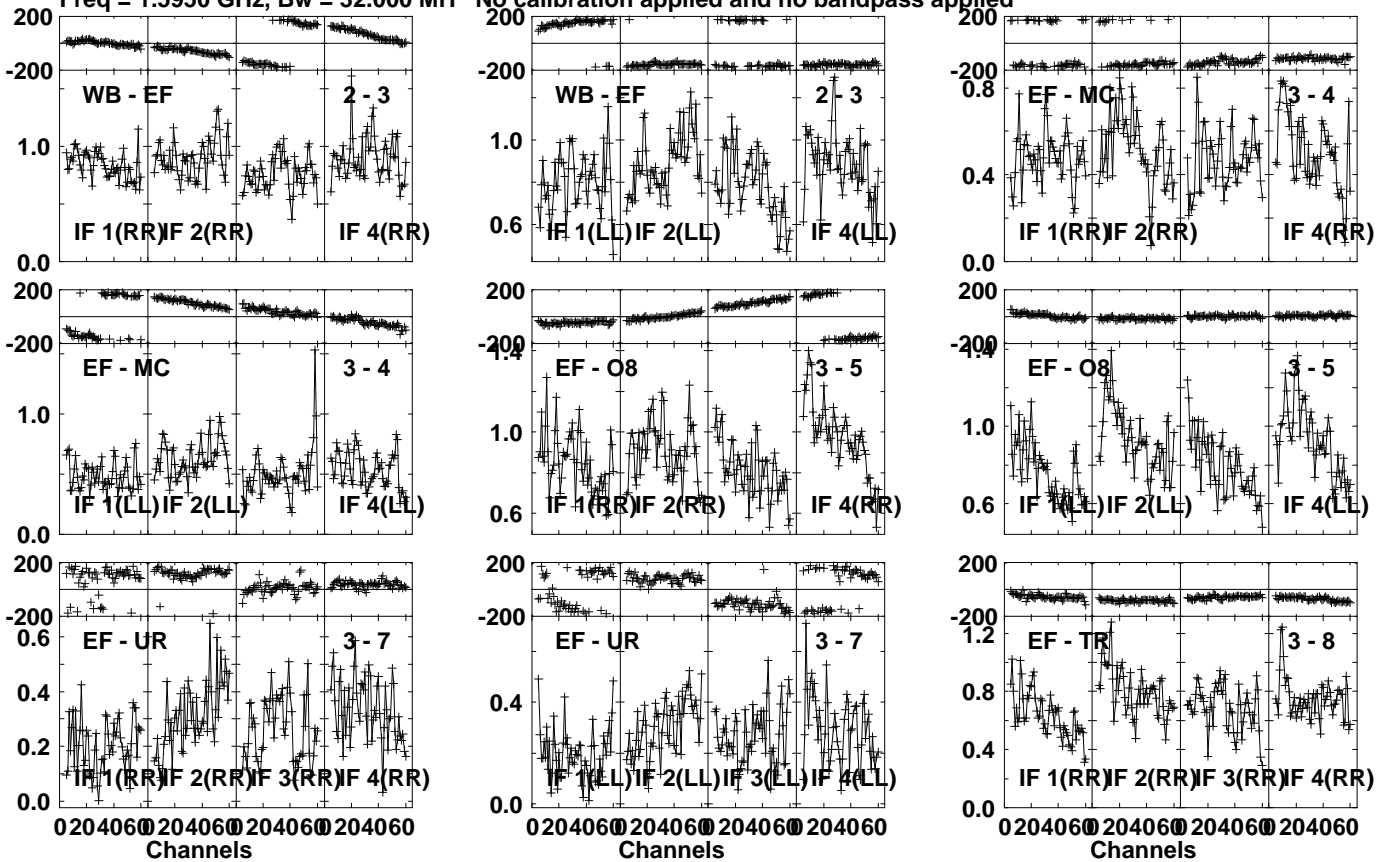 Freq = 1.5950 GHz, Bw = 32.000 MH No calibration applied and no bandpass applied
200
-200
WB - EF 2 - 3
1.0
IF 1(RR) IF 2(RR) IF 4(RR)
0.0
WB - EF 2 - 3
1.0
0.6
IF 1(LL) IF 2(LL) IF 4(LL)
200
-200
EF - MC 3 - 4
0.8
0.4
IF 1(RR) IF 2(RR) IF 4(RR)
0.0
200
-200
EF - MC 3 - 4
1.0
IF 1(LL) IF 2(LL) IF 4(LL)
0.0
200
-200
1.4
EF - O8 3 - 5
1.0
0.6
IF 1(RR) IF 2(RR) IF 4(RR)
200
-200
1.4
EF - O8 3 - 5
1.0
0.6
IF 1(LL) IF 2(LL) IF 4(LL)
200
-200
0.6
EF - UR 3 - 7
0.4
0.2
IF 1(RR) IF 2(RR) IF 3(RR) IF 4(RR)
0.0
0 20 40 60 0 20 40 60 0 20 40 60 0 20 40 60
Channels
EF - UR 3 - 7
0.4
IF 1(LL) IF 2(LL) IF 3(LL) IF 4(LL)
0.0
0 20 40 60 0 20 40 60 0 20 40 60 0 20 40 60
Channels
200
-200
EF - TR 3 - 8
1.2
0.8
0.4
IF 1(RR) IF 2(RR) IF 3(RR) IF 4(RR)
0.0
0 20 40 60 0 20 40 60 0 20 40 60 0 20 40 60
Channels